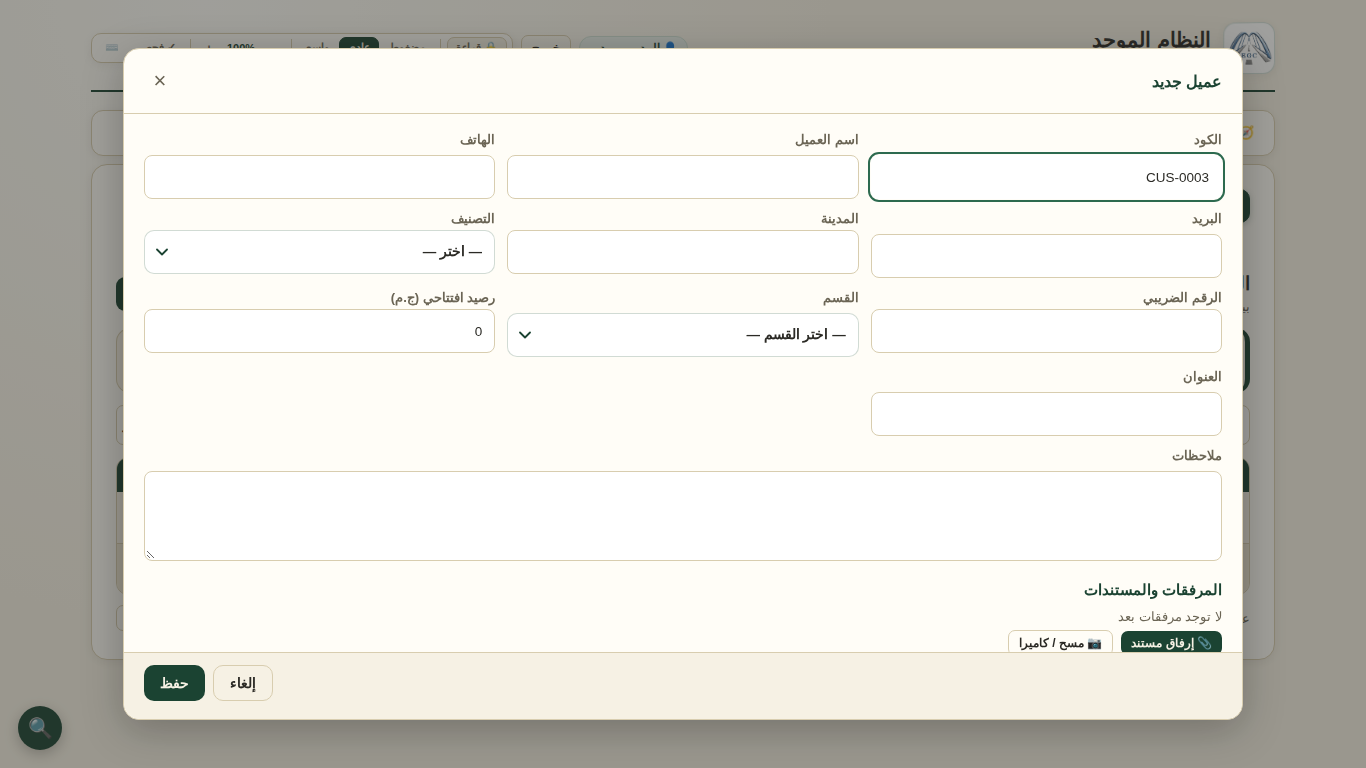 النظام الموحد
100%
عميل جديد
×
الكود
اسم العميل
الهاتف
CUS-0003
البريد
المدينة
التصنيف
— اختر —
الرقم الضريبي
القسم
رصيد افتتاحي (ج.م)
— اختر القسم —
0
العنوان
ملاحظات
المرفقات والمستندات
لا توجد مرفقات بعد
📎 إرفاق مستند
📷 مسح / كاميرا
إلغاء
حفظ